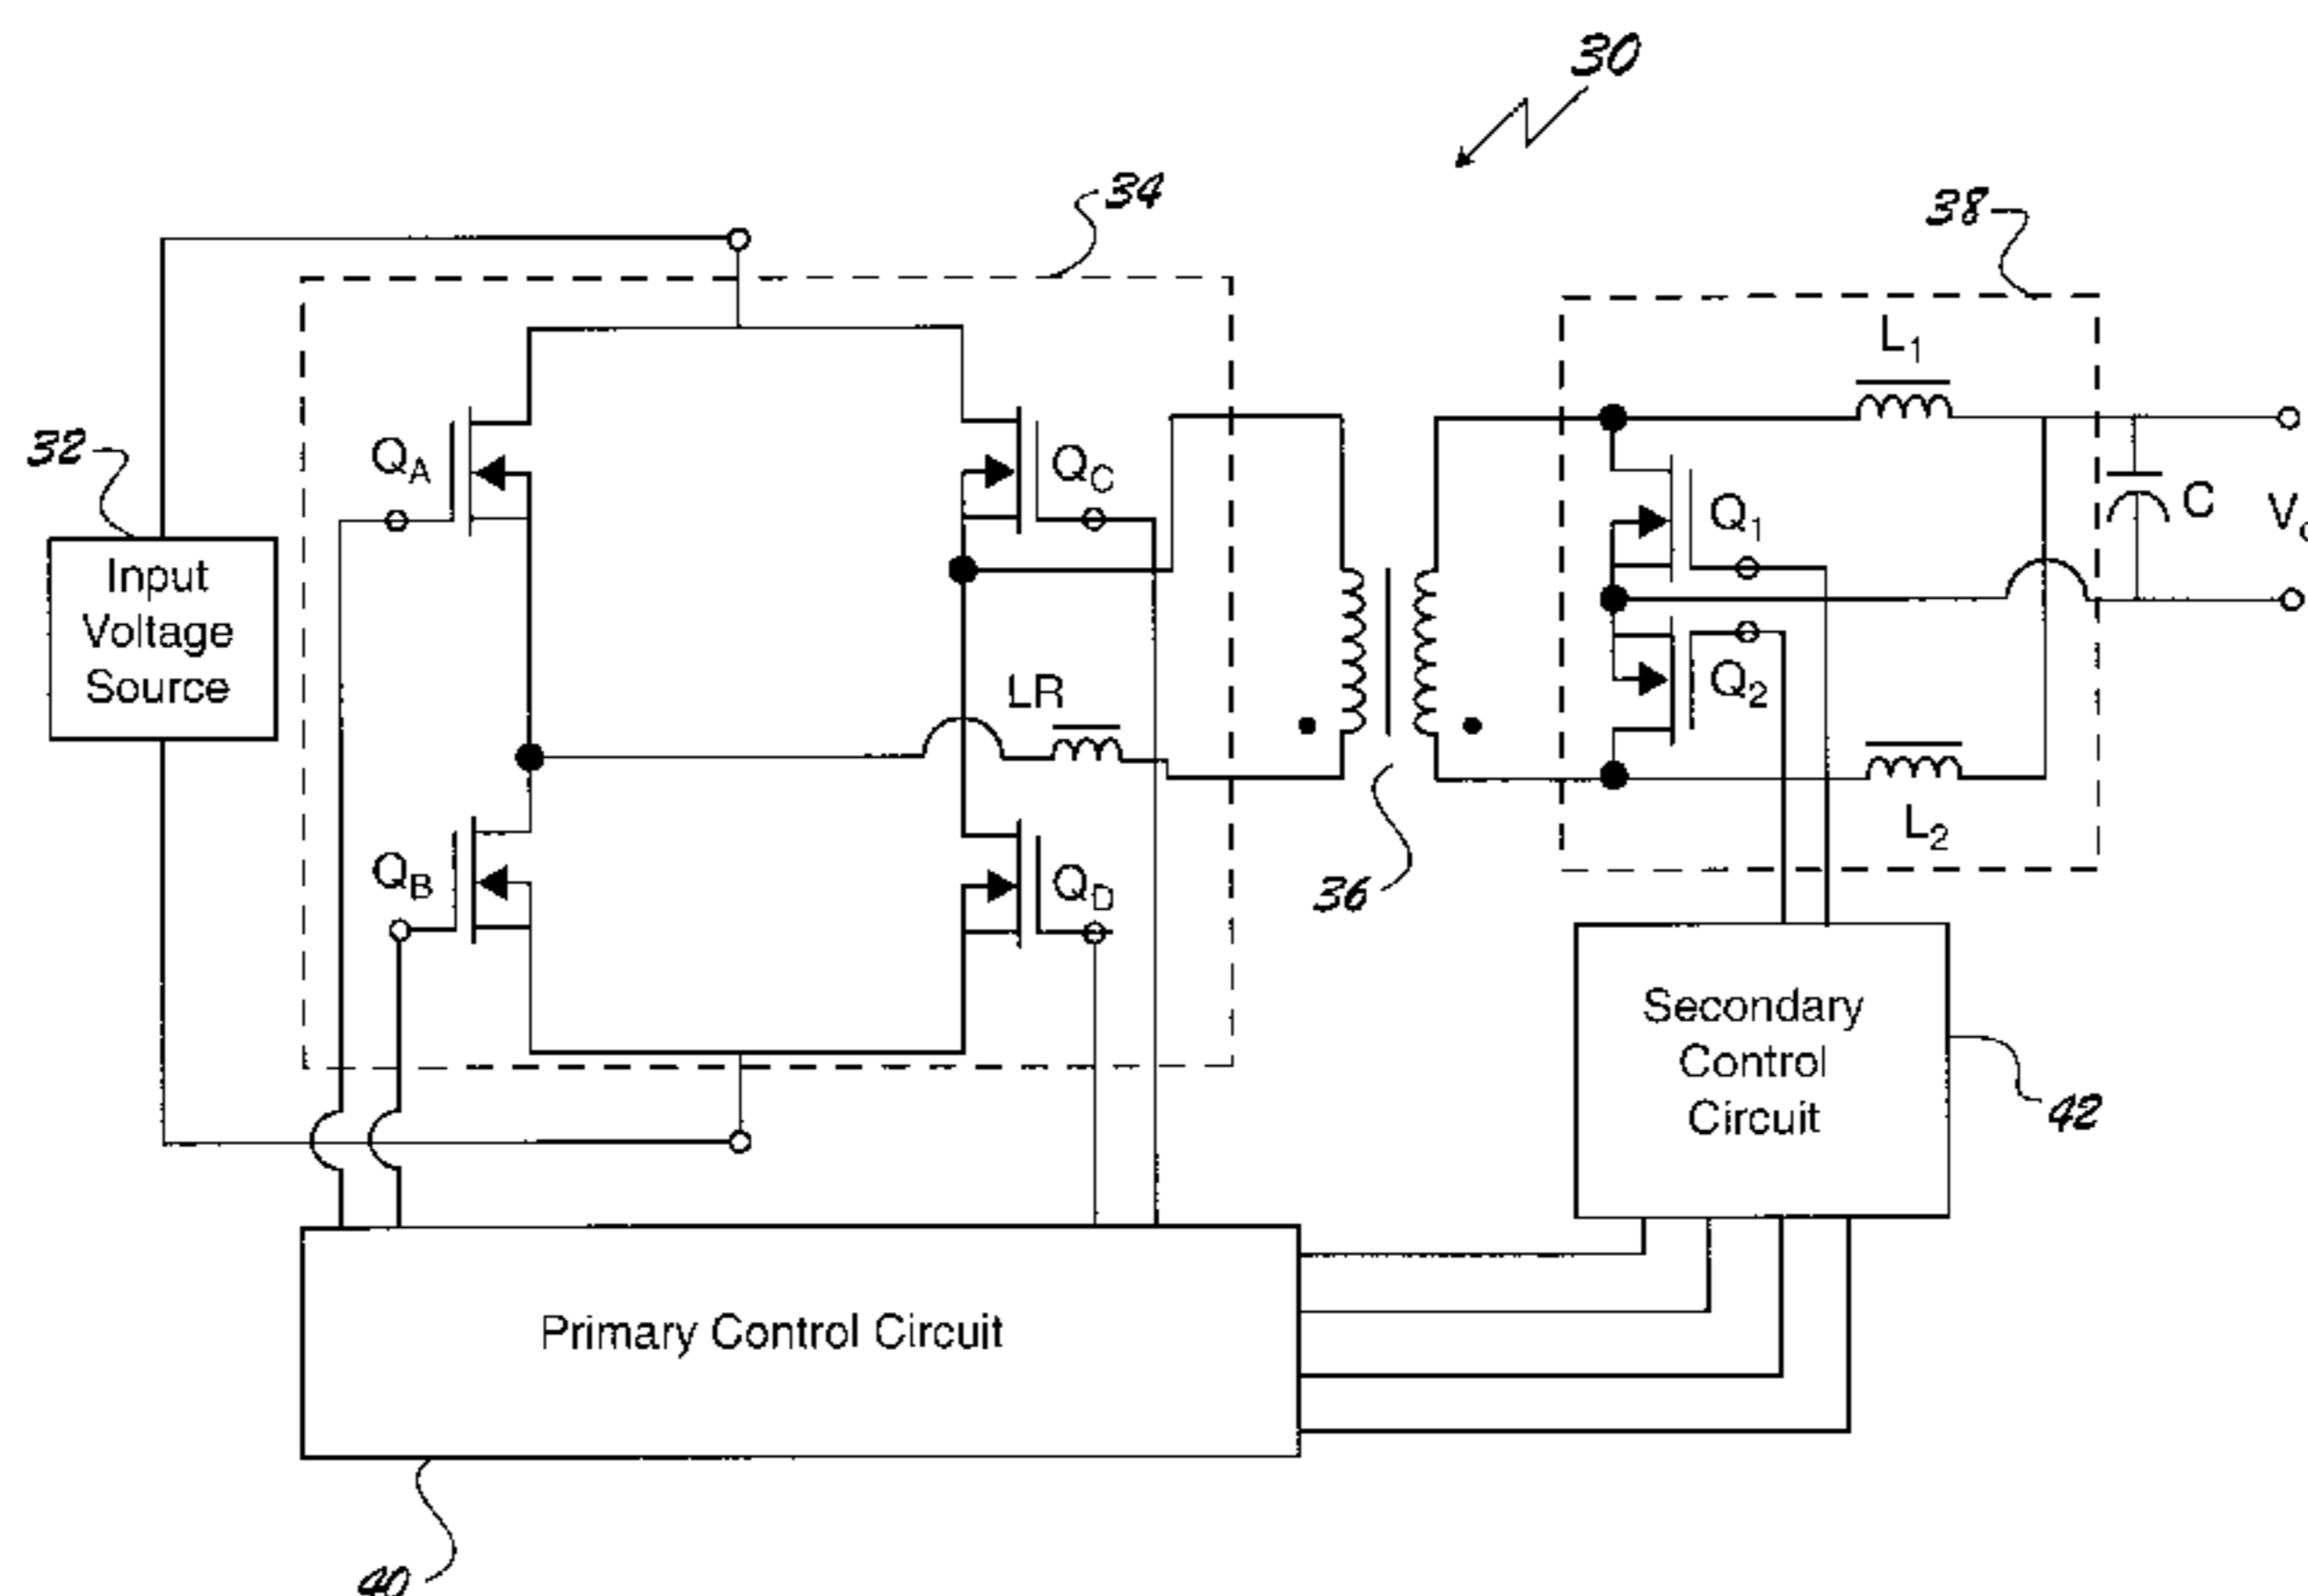 30
34
38
L1
32
QA
QC
Q1
C
Input
Voltage
Source
LR
Q2
L2
QB
QD
36
Secondary
Control
Circuit
42
Primary Control Circuit
40